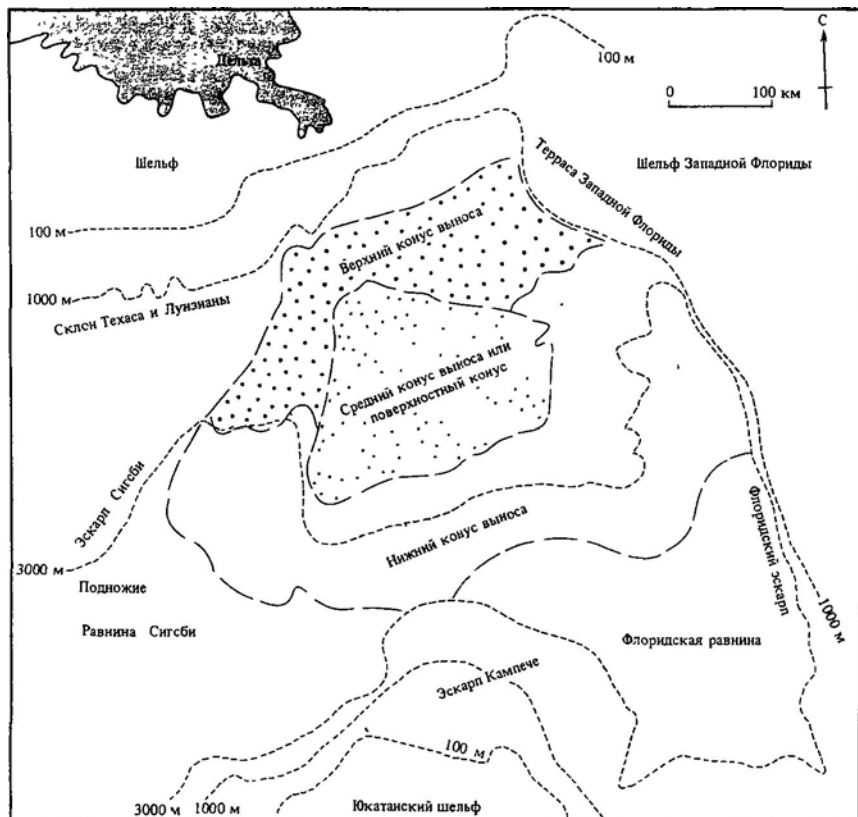 С
Дельта
100 м
0 100 км
Шельф
Терраса Западной Флориды
Шельф Западной Флориды
100 м
Верхний конус выноса
1000 м
Склон Техаса и Луизианы
Средний конус выноса или
поверхностный конус
Эскарп Сигсби
Флоридский эскарп
Нижний конус выноса
3000 м
Подножие
1000 м
Равнина Сигсби
Флоридская равнина
Эскарп Кампече
100 м
3000 м
1000 м
Юкатанский шельф